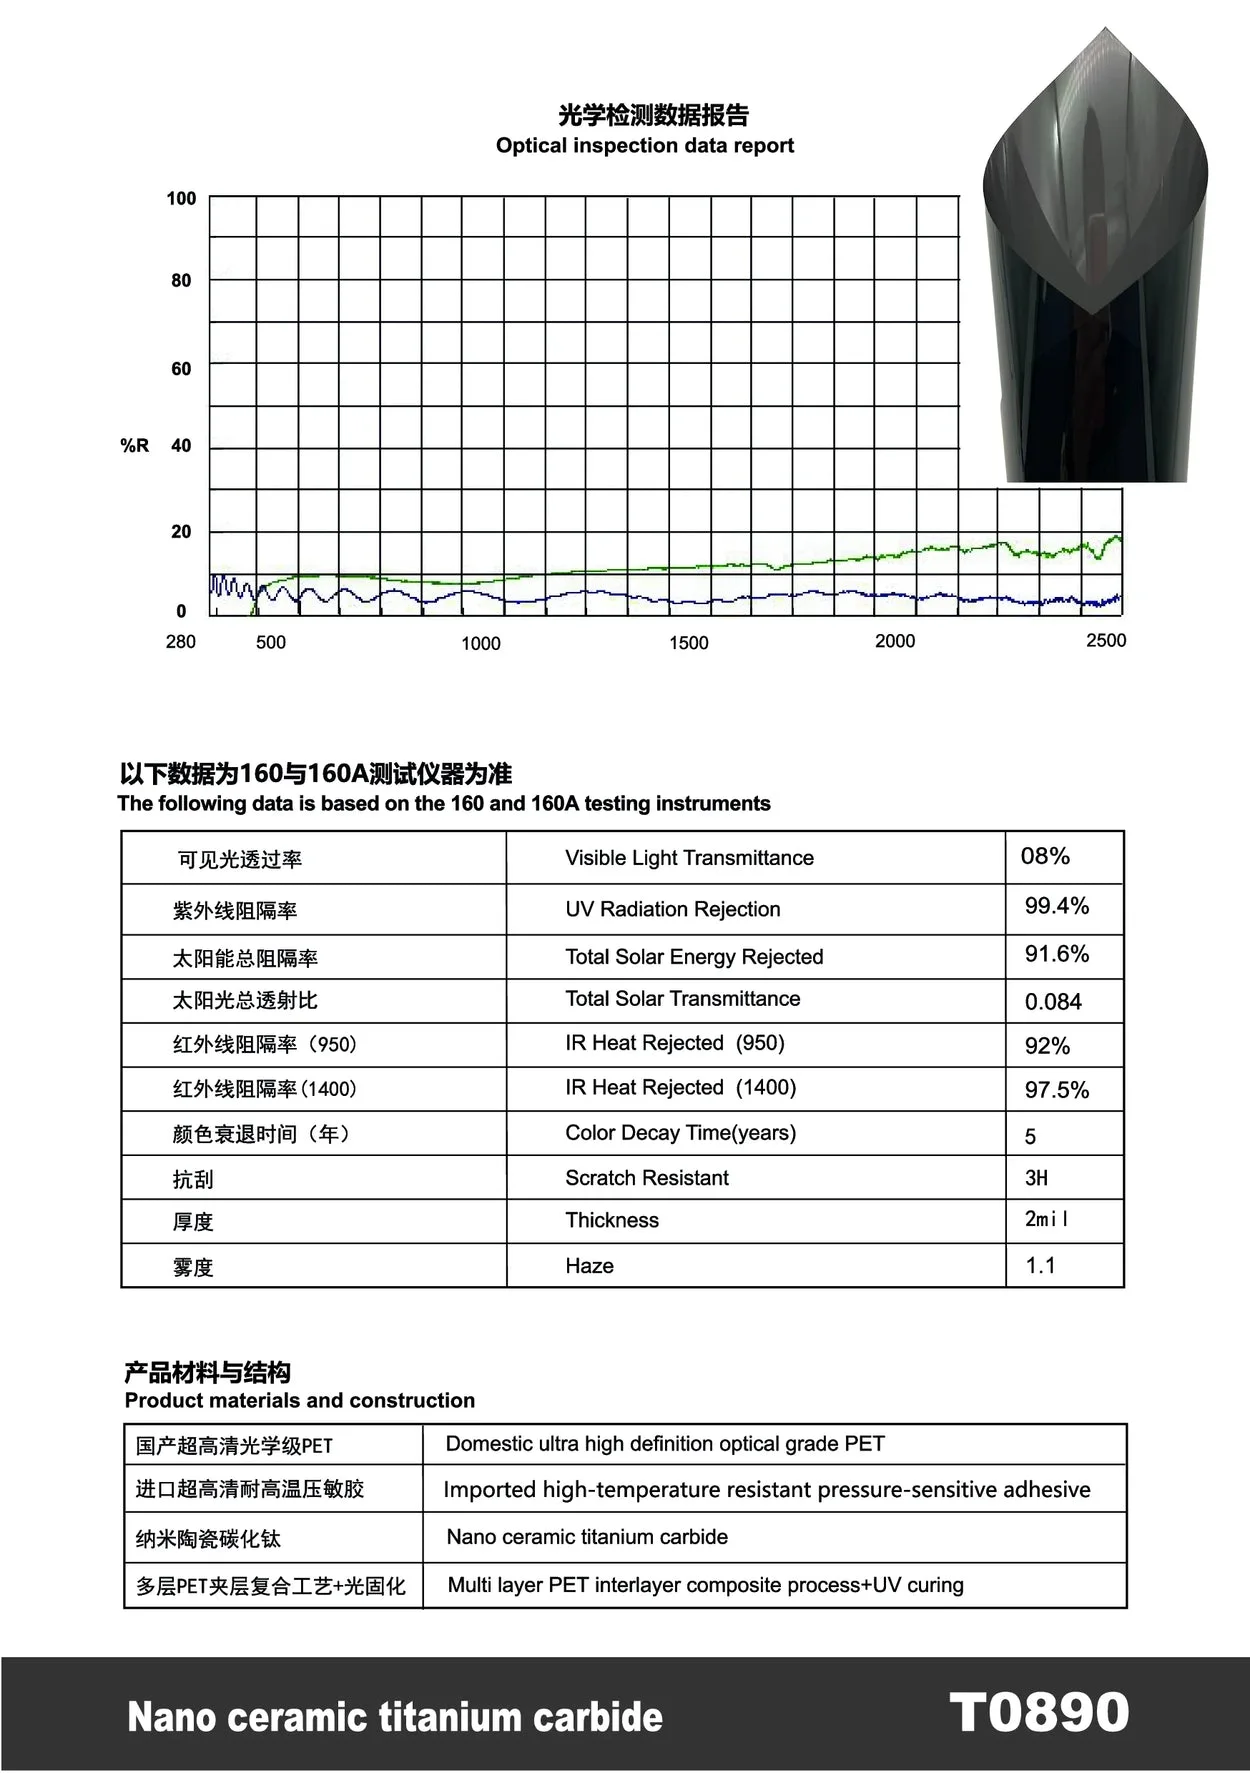 光学检测数据报告
Optical inspection data report
100
80
60
%R 40
20
0
280 500 1000 1500 2000 2500
以下数据为160与160A测试仪器为准
The following data is based on the 160 and 160A testing instruments
可见光透过率 Visible Light Transmittance 08%
紫外线阻隔率 UV Radiation Rejection 99.4%
太阳能总阻隔率 Total Solar Energy Rejected 91.6%
太阳光总透射比 Total Solar Transmittance 0.084
红外线阻隔率（950) IR Heat Rejected (950) 92%
红外线阻隔率(1400) IR Heat Rejected (1400) 97.5%
颜色衰退时间（年） Color Decay Time(years) 5
抗刮 Scratch Resistant 3H
厚度 Thickness 2mil
雾度 Haze 1.1
产品材料与结构
Product materials and construction
国产超高清光学级PET Domestic ultra high definition optical grade PET
进口超高清耐高温压敏胶 Imported high-temperature resistant pressure-sensitive adhesive
纳米陶瓷碳化钛 Nano ceramic titanium carbide
多层PET夹层复合工艺+光固化 Multi layer PET interlayer composite process+UV curing
Nano ceramic titanium carbide T0890